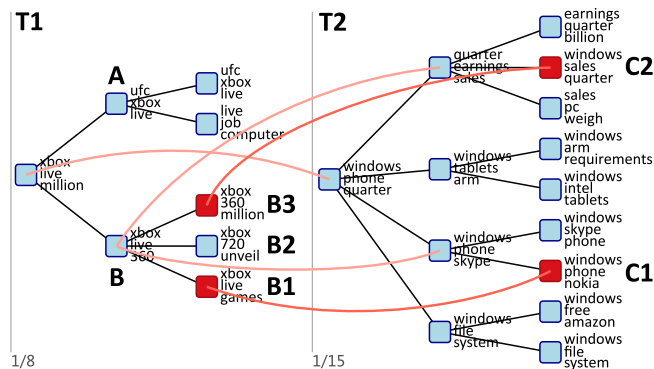 T1
T2
A
ufc
xbox
live
ufc
xbox
live
live
job
computer
xbox
live
million
xbox
live
360
B
xbox
360
million
B3
xbox
720
unveil
B2
xbox
live
games
B1
1/8
windows
phone
quarter
quarter
earnings
sales
earnings
quarter
billion
windows
sales
quarter
C2
sales
pc
weigh
windows
tablets
arm
windows
arm
requirements
windows
intel
tablets
windows
phone
skype
windows
skype
phone
windows
phone
nokia
C1
windows
file
system
windows
free
amazon
windows
file
system
1/15